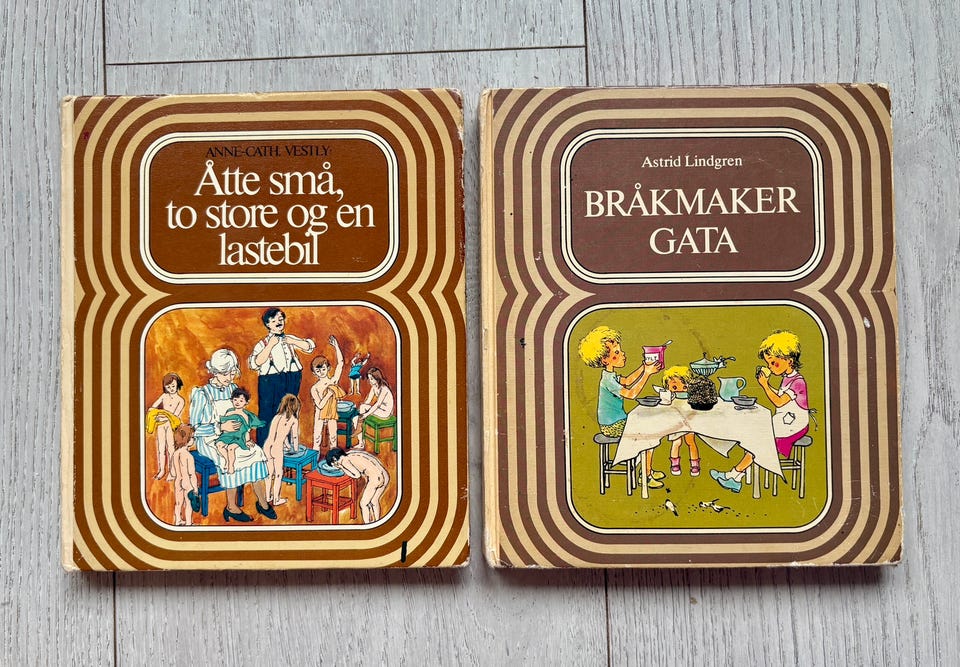 ANNE-CATH. VESTLY:
Åtte små,
to store og en
lastebil
Astrid Lindgren
BRÅKMAKER
GATA